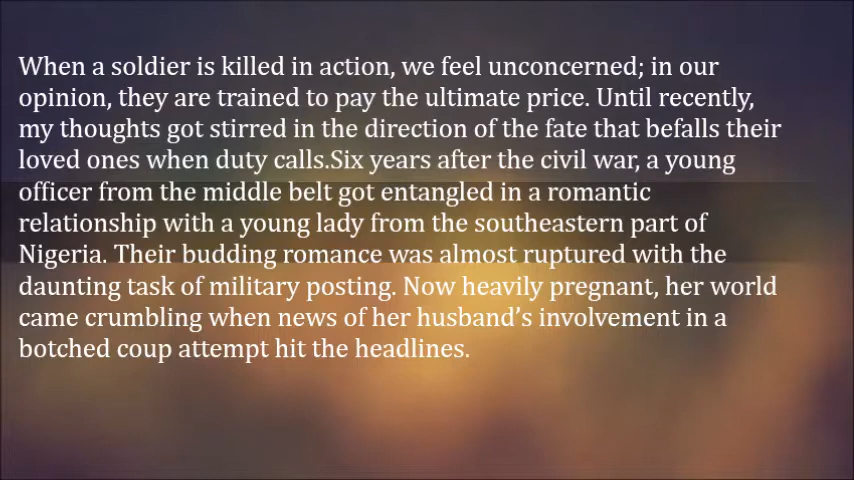 When a soldier is killed in action, we feel unconcerned; in our
opinion, they are trained to pay the ultimate price. Until recently,
my thoughts got stirred in the direction of the fate that befalls their
loved ones when duty calls.Six years after the civil war, a young
officer from the middle belt got entangled in a romantic
relationship with a young lady from the southeastern part of
Nigeria. Their budding romance was almost ruptured with the
daunting task of military posting. Now heavily pregnant, her world
came crumbling when news of her husband’s involvement in a
botched coup attempt hit the headlines.